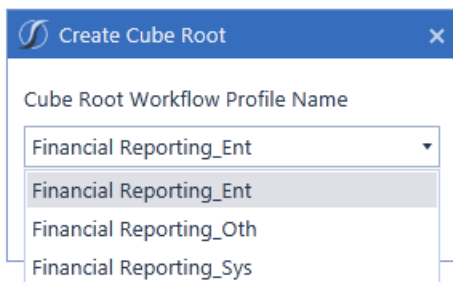 Create Cube Root
Cube Root Workflow Profile Name
Financial Reporting_Ent
Financial Reporting_Ent
Financial Reporting_Oth
Financial Reporting_Sys